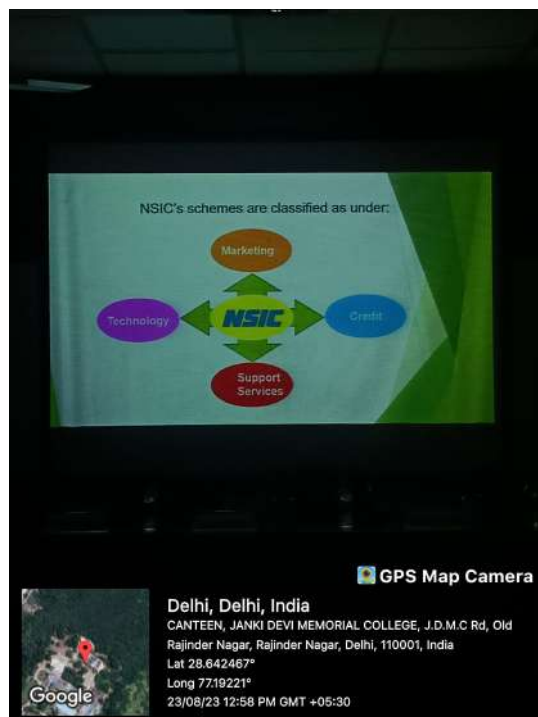 NSIC's schemes are classified as under:
Marketing
Technology
NSIC
Credit
Support
Services
GPS Map Camera
Google
Delhi, Delhi, India
CANTEEN, JANKI DEVI MEMORIAL COLLEGE, J.D.M.C Rd, Old
Rajinder Nagar, Rajinder Nagar, Delhi, 110001, India
Lat 28.642467°
Long 77.19221°
23/08/23 12:58 PM GMT +05:30